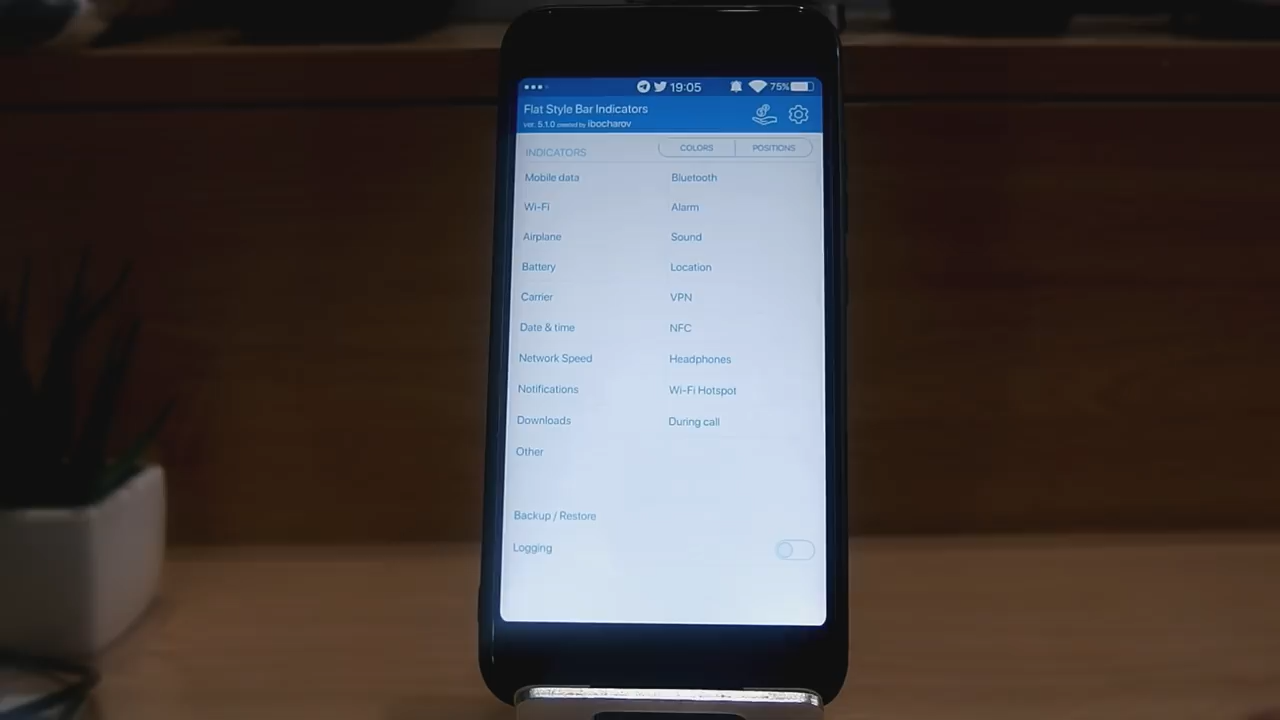 19:05 75%
Flat Style Bar Indicators
ver. 5.1.0 created by ibocharov
INDICATORS COLORS POSITIONS
Mobile data Bluetooth
Wi-Fi Alarm
Airplane Sound
Battery Location
Carrier VPN
Date & time NFC
Network Speed Headphones
Notifications Wi-Fi Hotspot
Downloads During call
Other
Backup / Restore
Logging